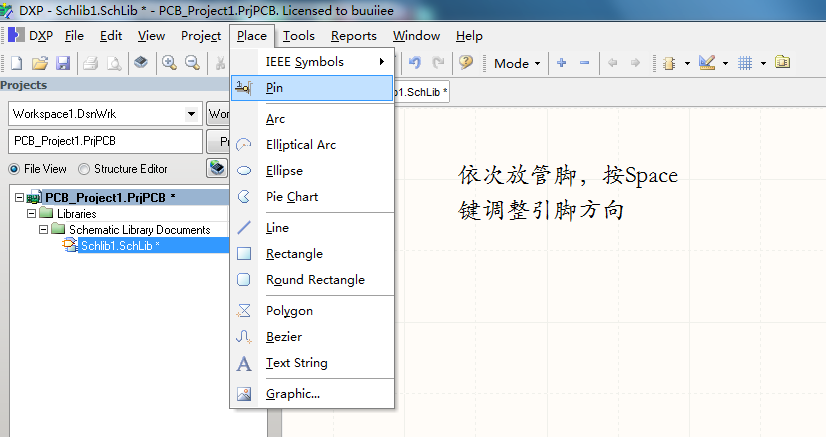 DXP - Schlib1.SchLib * - PCB_Project1.PrjPCB. Licensed to buuiiee
DXP File Edit View Project Place Tools Reports Window Help
Mode
Projects
Workspace1.DsnWrk
PCB_Project1.PrjPCB
File View Structure Editor
PCB_Project1.PrjPCB *
Libraries
Schematic Library Documents
Schlib1.SchLib *
IEEE Symbols
Pin
Arc
Elliptical Arc
Ellipse
Pie Chart
Line
Rectangle
Round Rectangle
Polygon
Bezier
Text String
Graphic...
b1.SchLib *
依次放管脚，按Space
键调整引脚方向